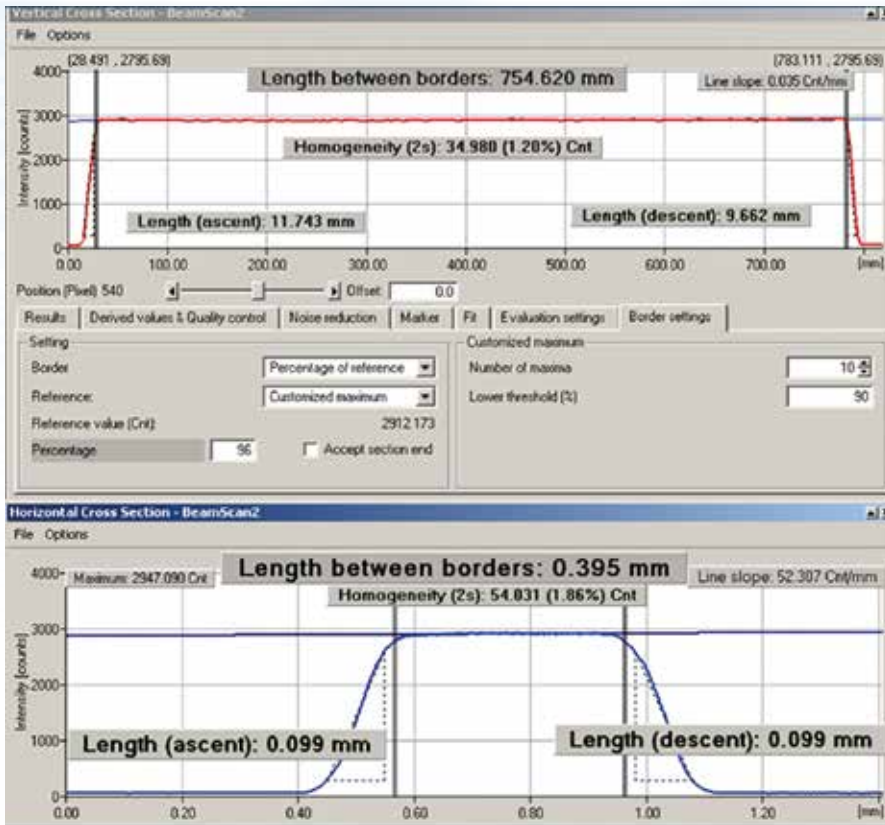 Vertical Cross Section - BeamScan2
File Options
(28.491 , 2795.69) (783.111 , 2795.69)
Length between borders: 754.620 mm
Line slope: 0.035 Cnt/mm
Homogeneity (2s): 34.980 (1.20%) Cnt
Length (ascent): 11.743 mm
Length (descent): 9.662 mm
Intensity [counts]
4000
3000
2000
1000
0
0.00 100.00 200.00 300.00 400.00 500.00 600.00 700.00 [mm]
Position (Pixel) 540 Offset: 0.0
Results Derived values & Quality control Noise reduction Marker Fit Evaluation settings Border settings
Setting
Border Percentage of reference
Reference: Customized maximum
Reference value (Cnt): 2912.173
Percentage 96 Accept section end
Customized maximum
Number of maxima 10
Lower threshold (%) 90
Horizontal Cross Section - BeamScan2
File Options
Maximum: 2947.090 Cnt
Length between borders: 0.395 mm
Line slope: 52.307 Cnt/mm
Homogeneity (2s): 54.031 (1.86%) Cnt
Length (ascent): 0.099 mm
Length (descent): 0.099 mm
Intensity [counts]
4000
3000
2000
1000
0
0.00 0.20 0.40 0.60 0.80 1.00 1.20 [mm]